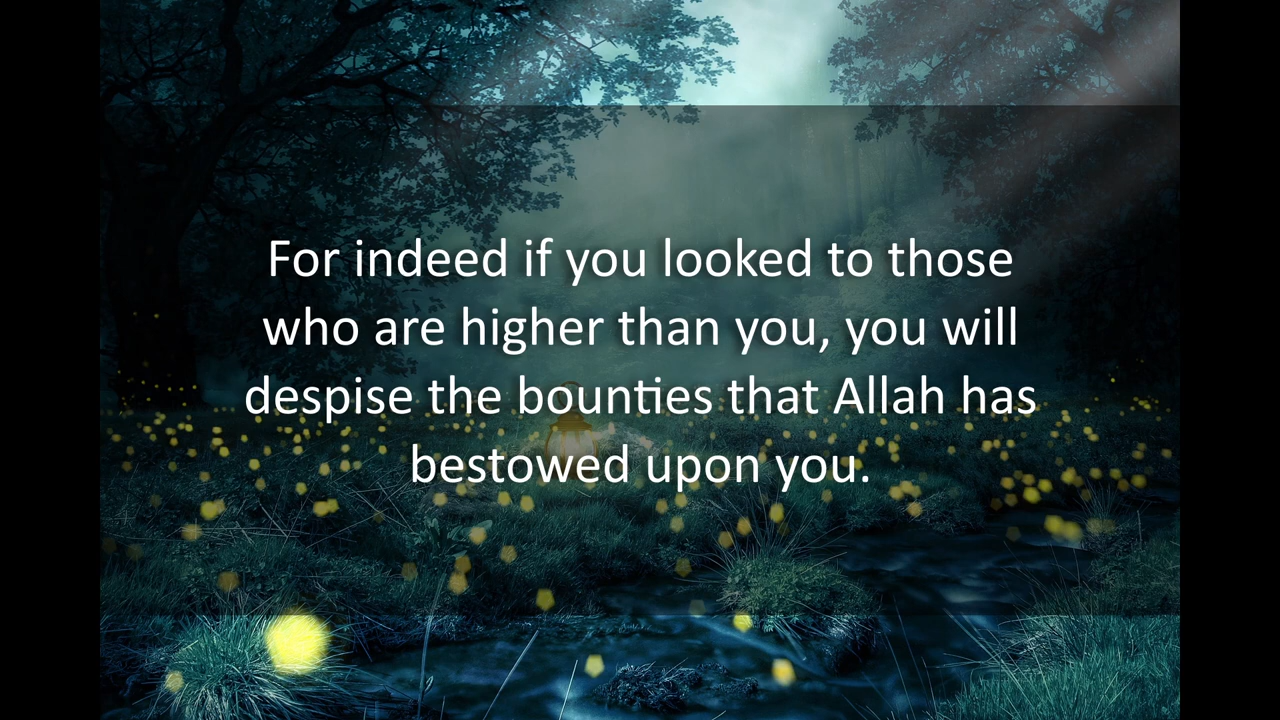 For indeed if you looked to those
who are higher than you, you will
despise the bounties that Allah has
bestowed upon you.